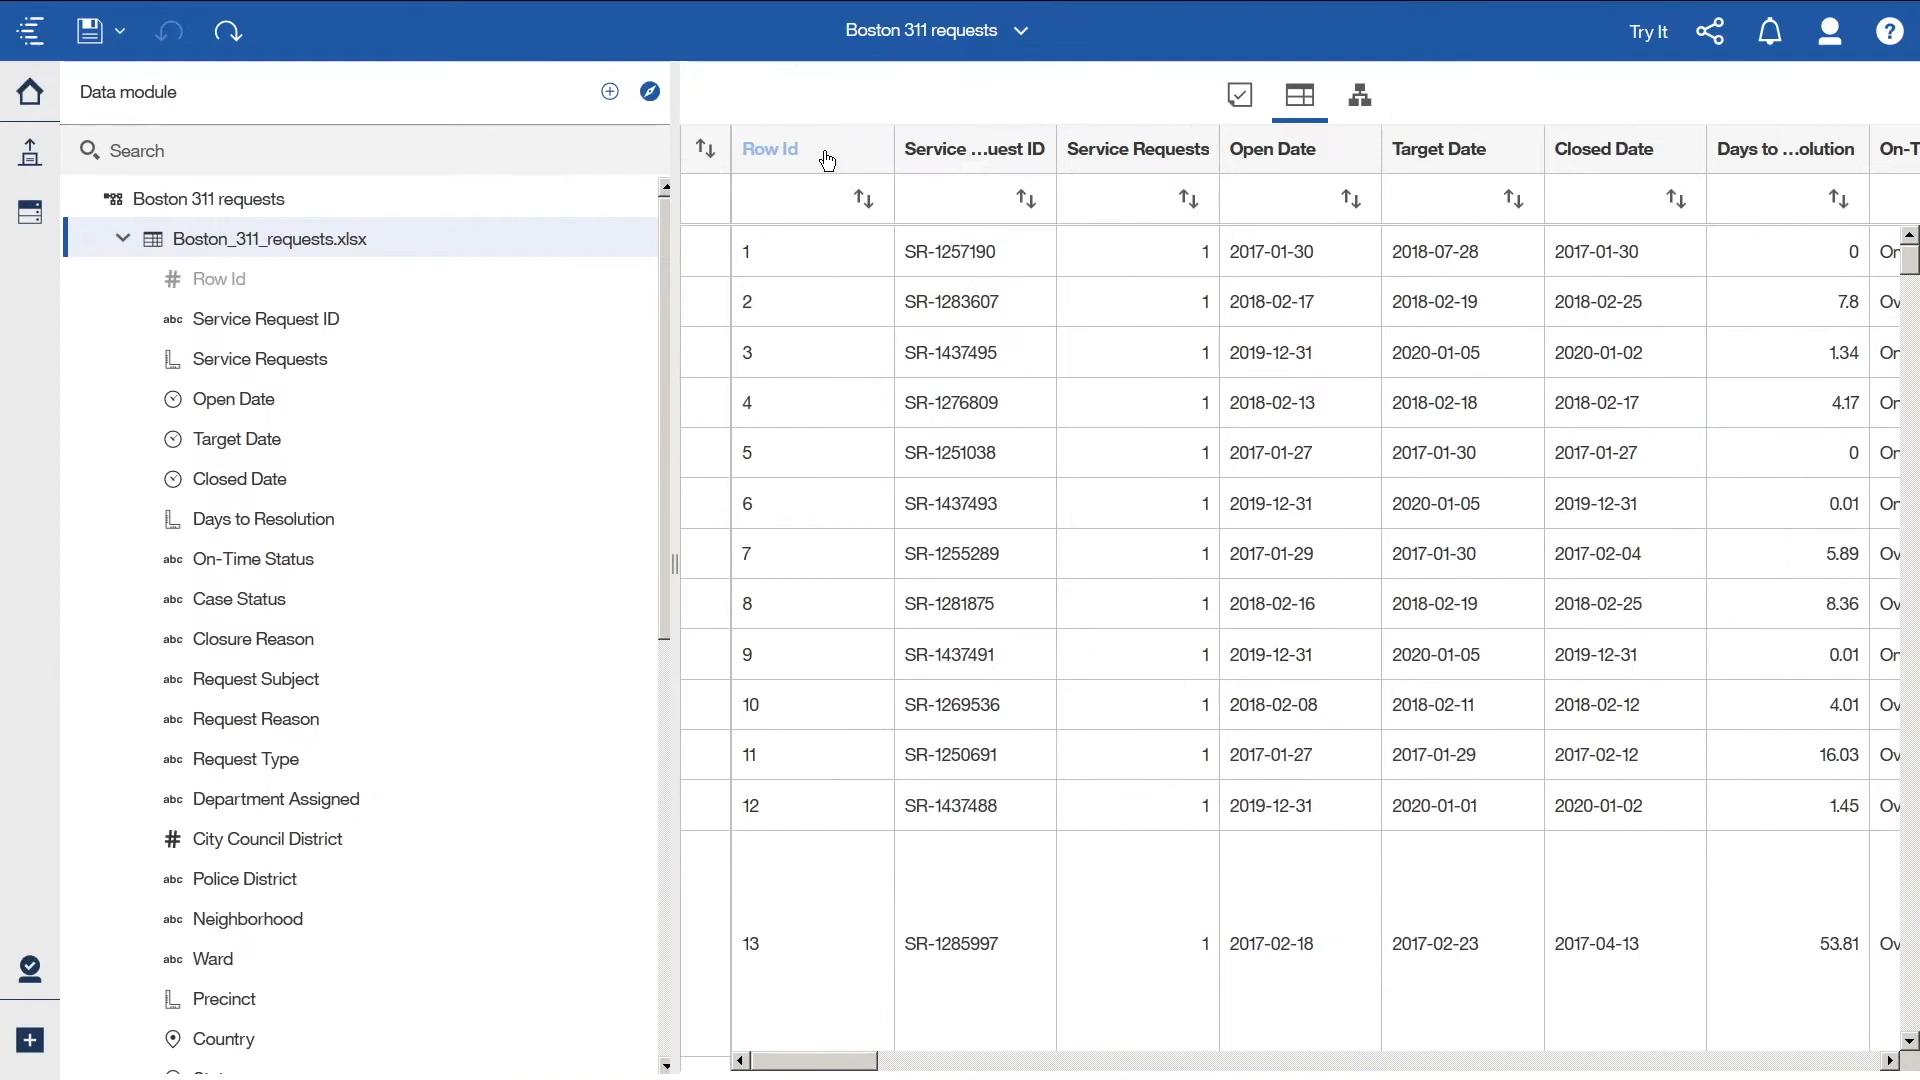 Boston 311 requests
Try It
Data module
Search
Boston 311 requests
Boston_311_requests.xlsx
# Row Id
abc Service Request ID
Service Requests
Open Date
Target Date
Closed Date
Days to Resolution
abc On-Time Status
abc Case Status
abc Closure Reason
abc Request Subject
abc Request Reason
abc Request Type
abc Department Assigned
# City Council District
abc Police District
abc Neighborhood
abc Ward
Precinct
Country
Row Id Service ...uest ID Service Requests Open Date Target Date Closed Date Days to ...olution On-T
1 SR-1257190 1 2017-01-30 2018-07-28 2017-01-30 0 On
2 SR-1283607 1 2018-02-17 2018-02-19 2018-02-25 7.8 Ov
3 SR-1437495 1 2019-12-31 2020-01-05 2020-01-02 1.34 On
4 SR-1276809 1 2018-02-13 2018-02-18 2018-02-17 4.17 On
5 SR-1251038 1 2017-01-27 2017-01-30 2017-01-27 0 On
6 SR-1437493 1 2019-12-31 2020-01-05 2019-12-31 0.01 On
7 SR-1255289 1 2017-01-29 2017-01-30 2017-02-04 5.89 Ov
8 SR-1281875 1 2018-02-16 2018-02-19 2018-02-25 8.36 Ov
9 SR-1437491 1 2019-12-31 2020-01-05 2019-12-31 0.01 On
10 SR-1269536 1 2018-02-08 2018-02-11 2018-02-12 4.01 Ov
11 SR-1250691 1 2017-01-27 2017-01-29 2017-02-12 16.03 Ov
12 SR-1437488 1 2019-12-31 2020-01-01 2020-01-02 1.45 Ov
13 SR-1285997 1 2017-02-18 2017-02-23 2017-04-13 53.81 Ov